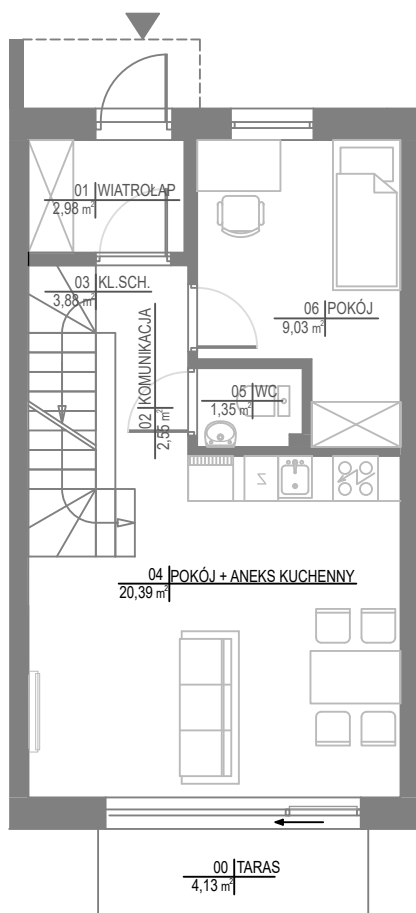 01 WIATROŁAP
2,98 m²
03 KL.SCH.
3,88 m²
06 POKÓJ
9,03 m²
02 KOMUNIKACJA
2,55 m²
05 WC
1,35 m²
Z
04 POKÓJ + ANEKS KUCHENNY
20,39 m²
00 TARAS
4,13 m²